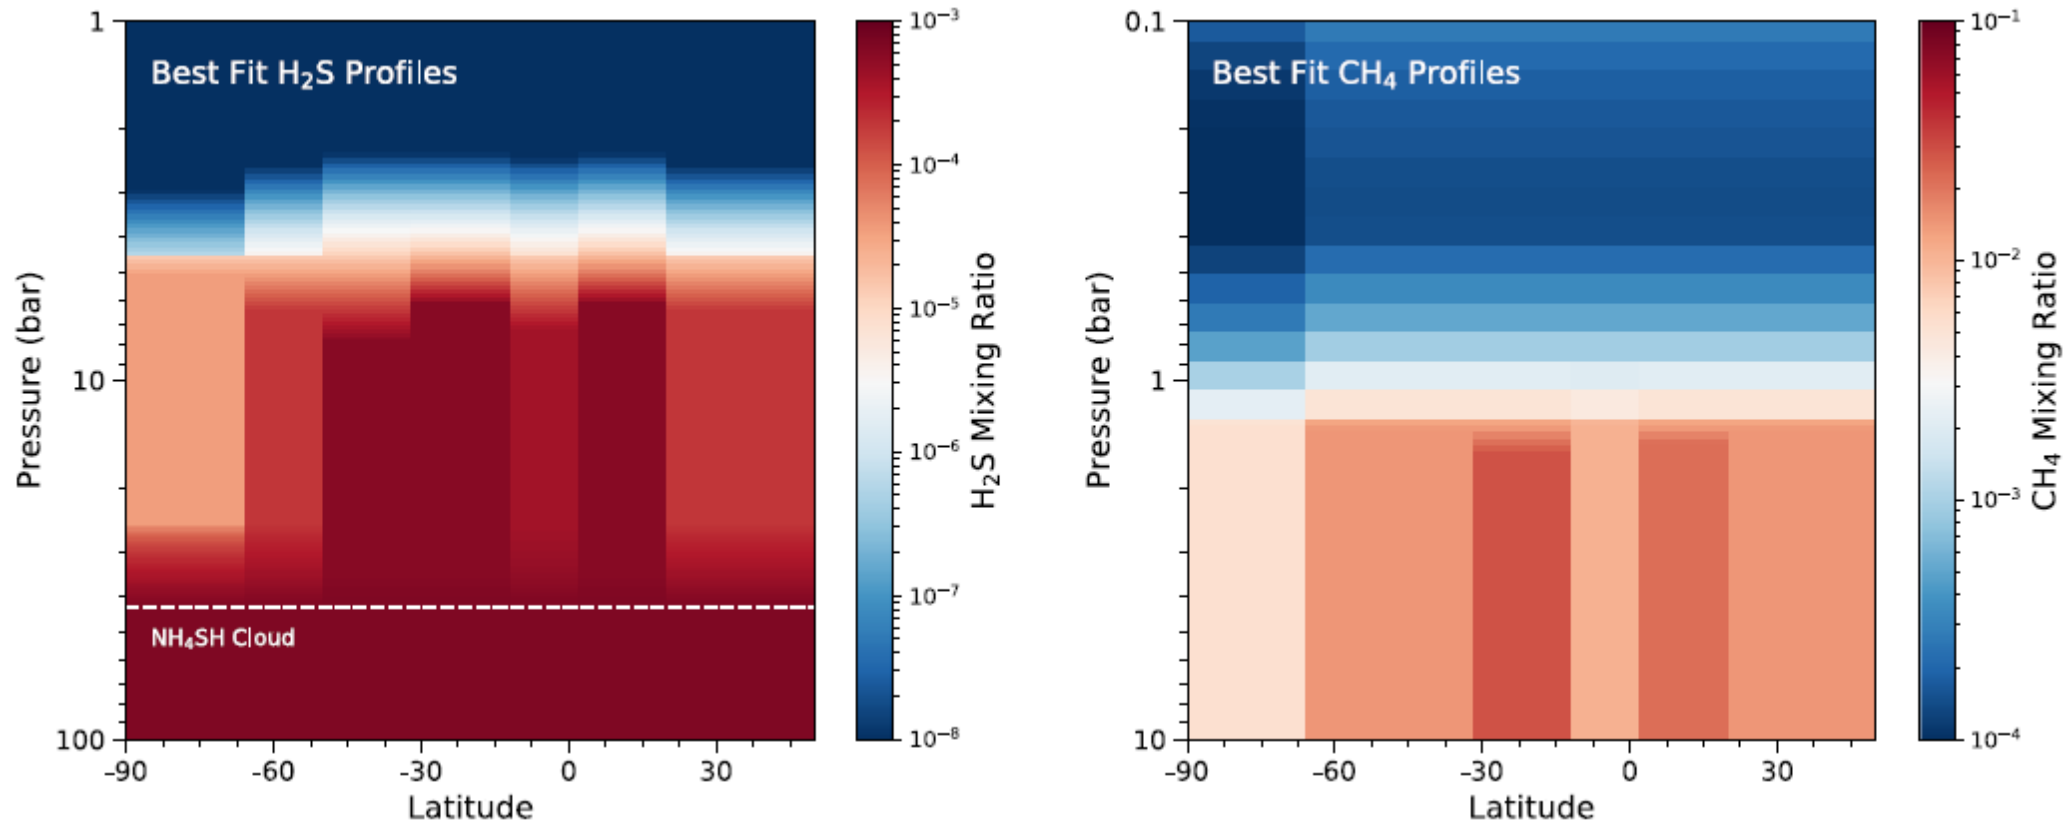 Best Fit H₂S Profiles
NH₄SH Cloud
Pressure (bar)
1
10
100
-90
-60
-30
0
30
Latitude
10⁻³
10⁻⁴
10⁻⁵
10⁻⁶
10⁻⁷
10⁻⁸
H₂S Mixing Ratio
Best Fit CH₄ Profiles
Pressure (bar)
0.1
1
10
-90
-60
-30
0
30
Latitude
10⁻¹
10⁻²
10⁻³
10⁻⁴
CH₄ Mixing Ratio